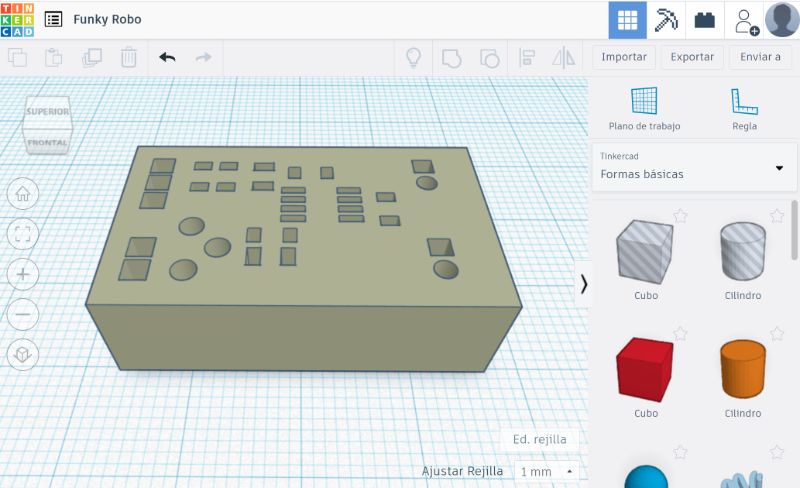 TIN
KER
CAD
Funky Robo
Importar
Exportar
Enviar a
SUPERIOR
FRONTAL
Plano de trabajo
Regla
Tinkercad
Formas básicas
Cubo
Cilindro
Cubo
Cilindro
Ed. rejilla
Ajustar Rejilla
1 mm